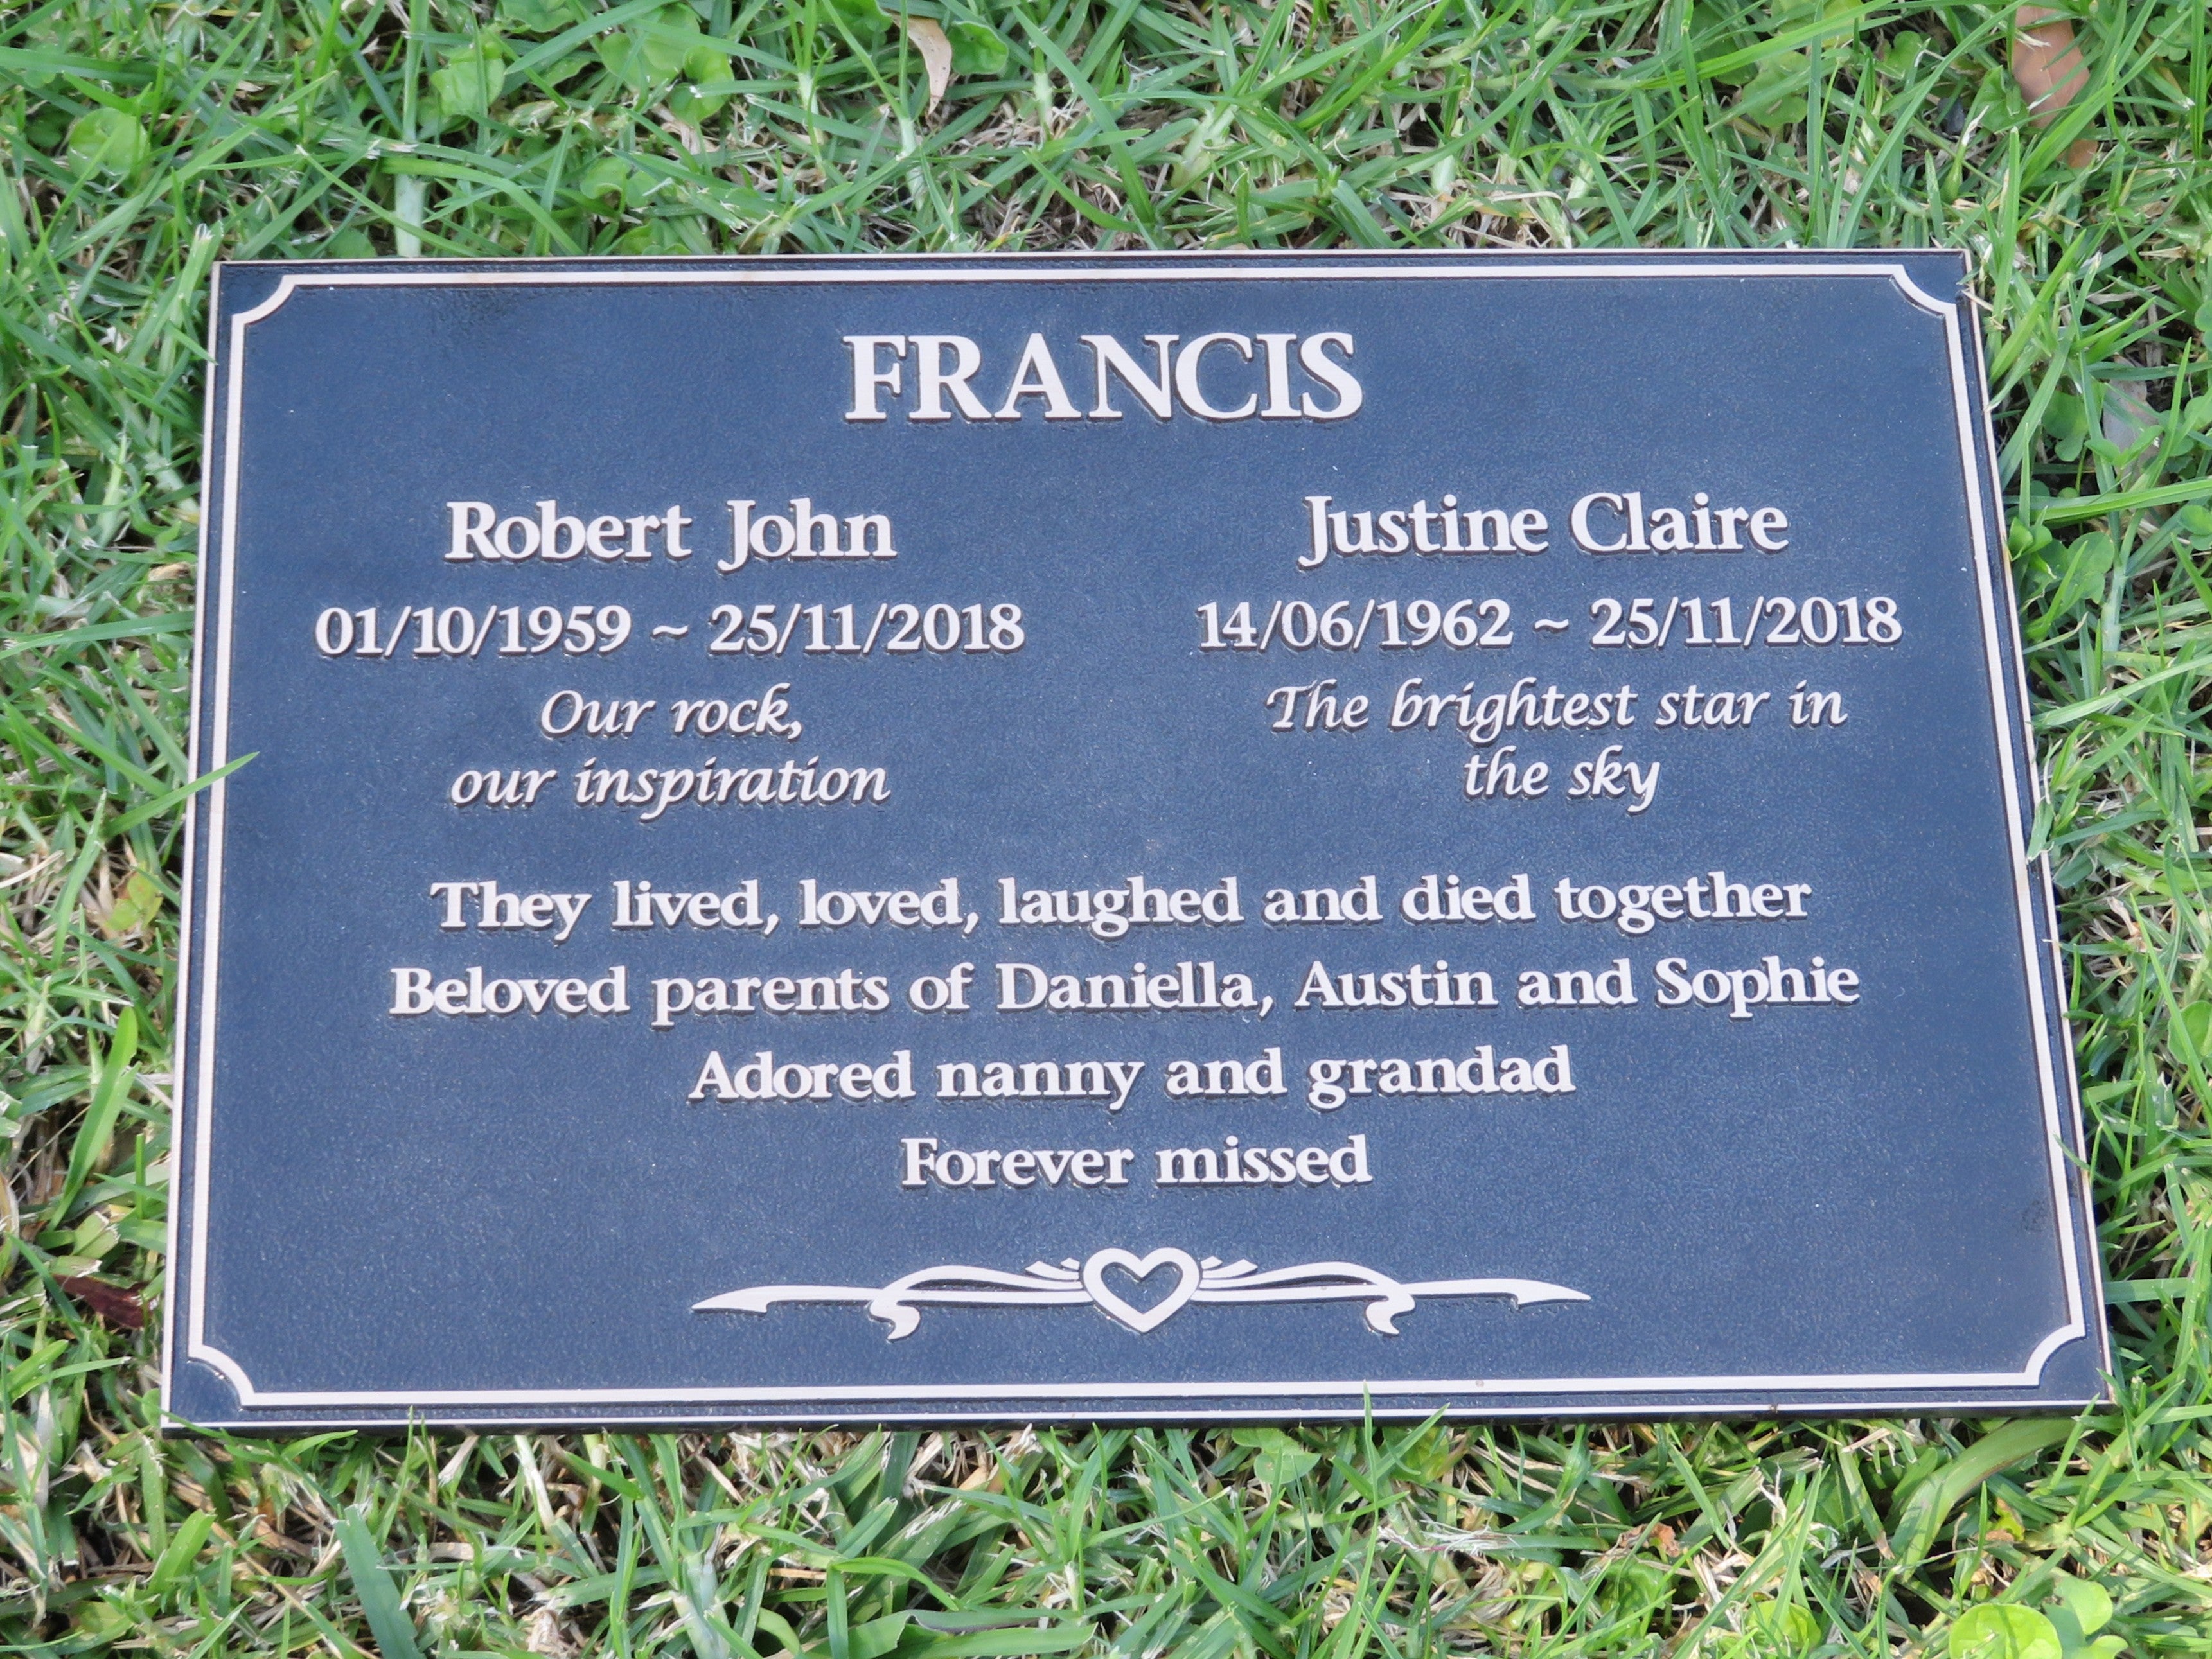 FRANCIS
Robert John
01/10/1959 ~ 25/11/2018
Our rock,
our inspiration
Justine Claire
14/06/1962 ~ 25/11/2018
The brightest star in
the sky
They lived, loved, laughed and died together
Beloved parents of Daniella, Austin and Sophie
Adored nanny and grandad
Forever missed